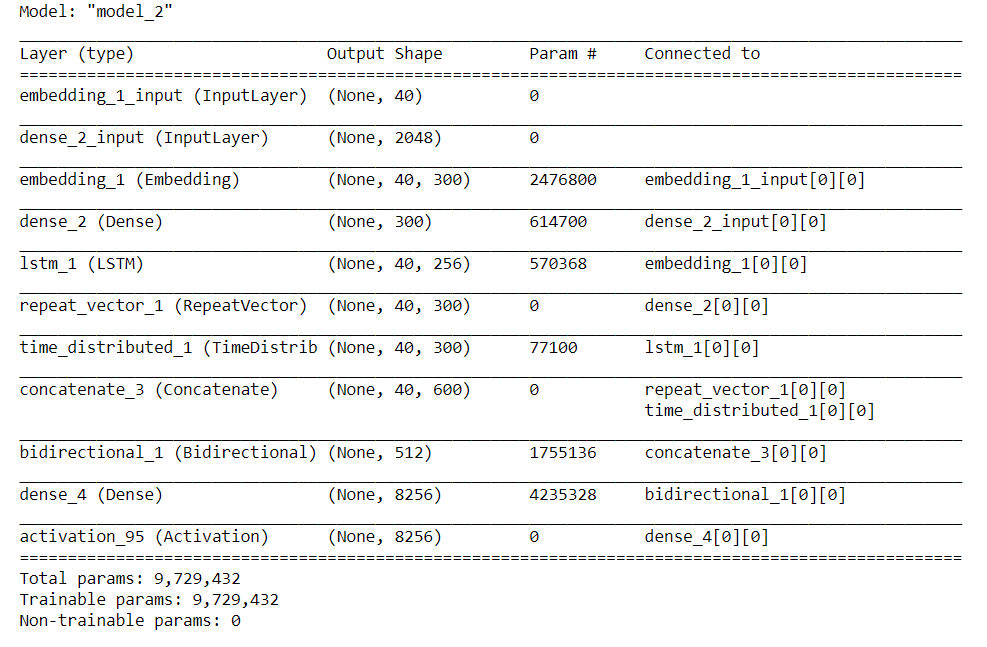 Model: "model_2"
Layer (type) Output Shape Param # Connected to
embedding_1_input (InputLayer) (None, 40) 0
dense_2_input (InputLayer) (None, 2048) 0
embedding_1 (Embedding) (None, 40, 300) 2476800 embedding_1_input[0][0]
dense_2 (Dense) (None, 300) 614700 dense_2_input[0][0]
lstm_1 (LSTM) (None, 40, 256) 570368 embedding_1[0][0]
repeat_vector_1 (RepeatVector) (None, 40, 300) 0 dense_2[0][0]
time_distributed_1 (TimeDistrib (None, 40, 300) 77100 lstm_1[0][0]
concatenate_3 (Concatenate) (None, 40, 600) 0 repeat_vector_1[0][0]
time_distributed_1[0][0]
bidirectional_1 (Bidirectional) (None, 512) 1755136 concatenate_3[0][0]
dense_4 (Dense) (None, 8256) 4235328 bidirectional_1[0][0]
activation_95 (Activation) (None, 8256) 0 dense_4[0][0]
Total params: 9,729,432
Trainable params: 9,729,432
Non-trainable params: 0